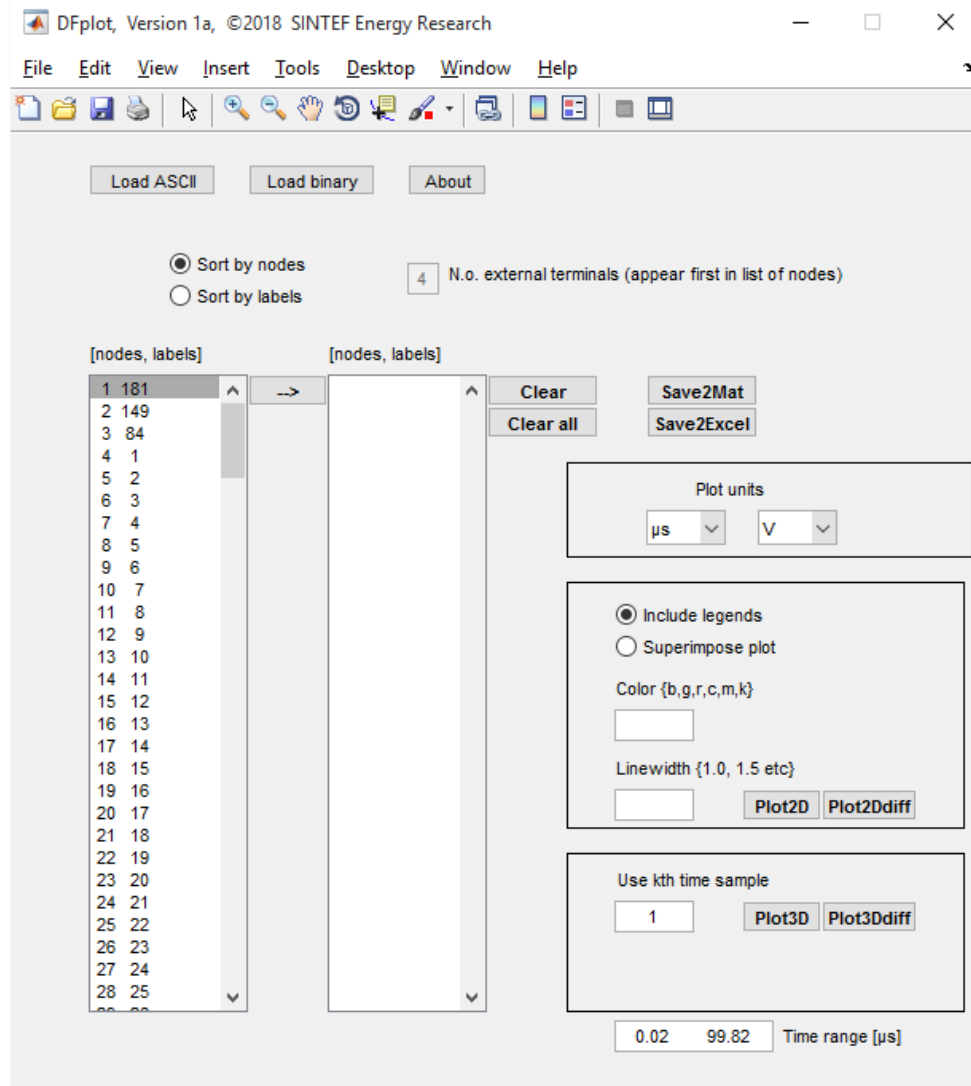 DFplot, Version 1a, ©2018 SINTEF Energy Research
File Edit View Insert Tools Desktop Window Help
Load ASCII Load binary About
Sort by nodes
Sort by labels
4 N.o. external terminals (appear first in list of nodes)
[nodes, labels] [nodes, labels]
1 181
2 149
3 84
4 1
5 2
6 3
7 4
8 5
9 6
10 7
11 8
12 9
13 10
14 11
15 12
16 13
17 14
18 15
19 16
20 17
21 18
22 19
23 20
24 21
25 22
26 23
27 24
28 25
-->
Clear Save2Mat
Clear all Save2Excel
Plot units
µs V
Include legends
Superimpose plot
Color {b,g,r,c,m,k}
Linewidth {1.0, 1.5 etc}
Plot2D Plot2Ddiff
Use kth time sample
1 Plot3D Plot3Ddiff
0.02 99.82 Time range [µs]